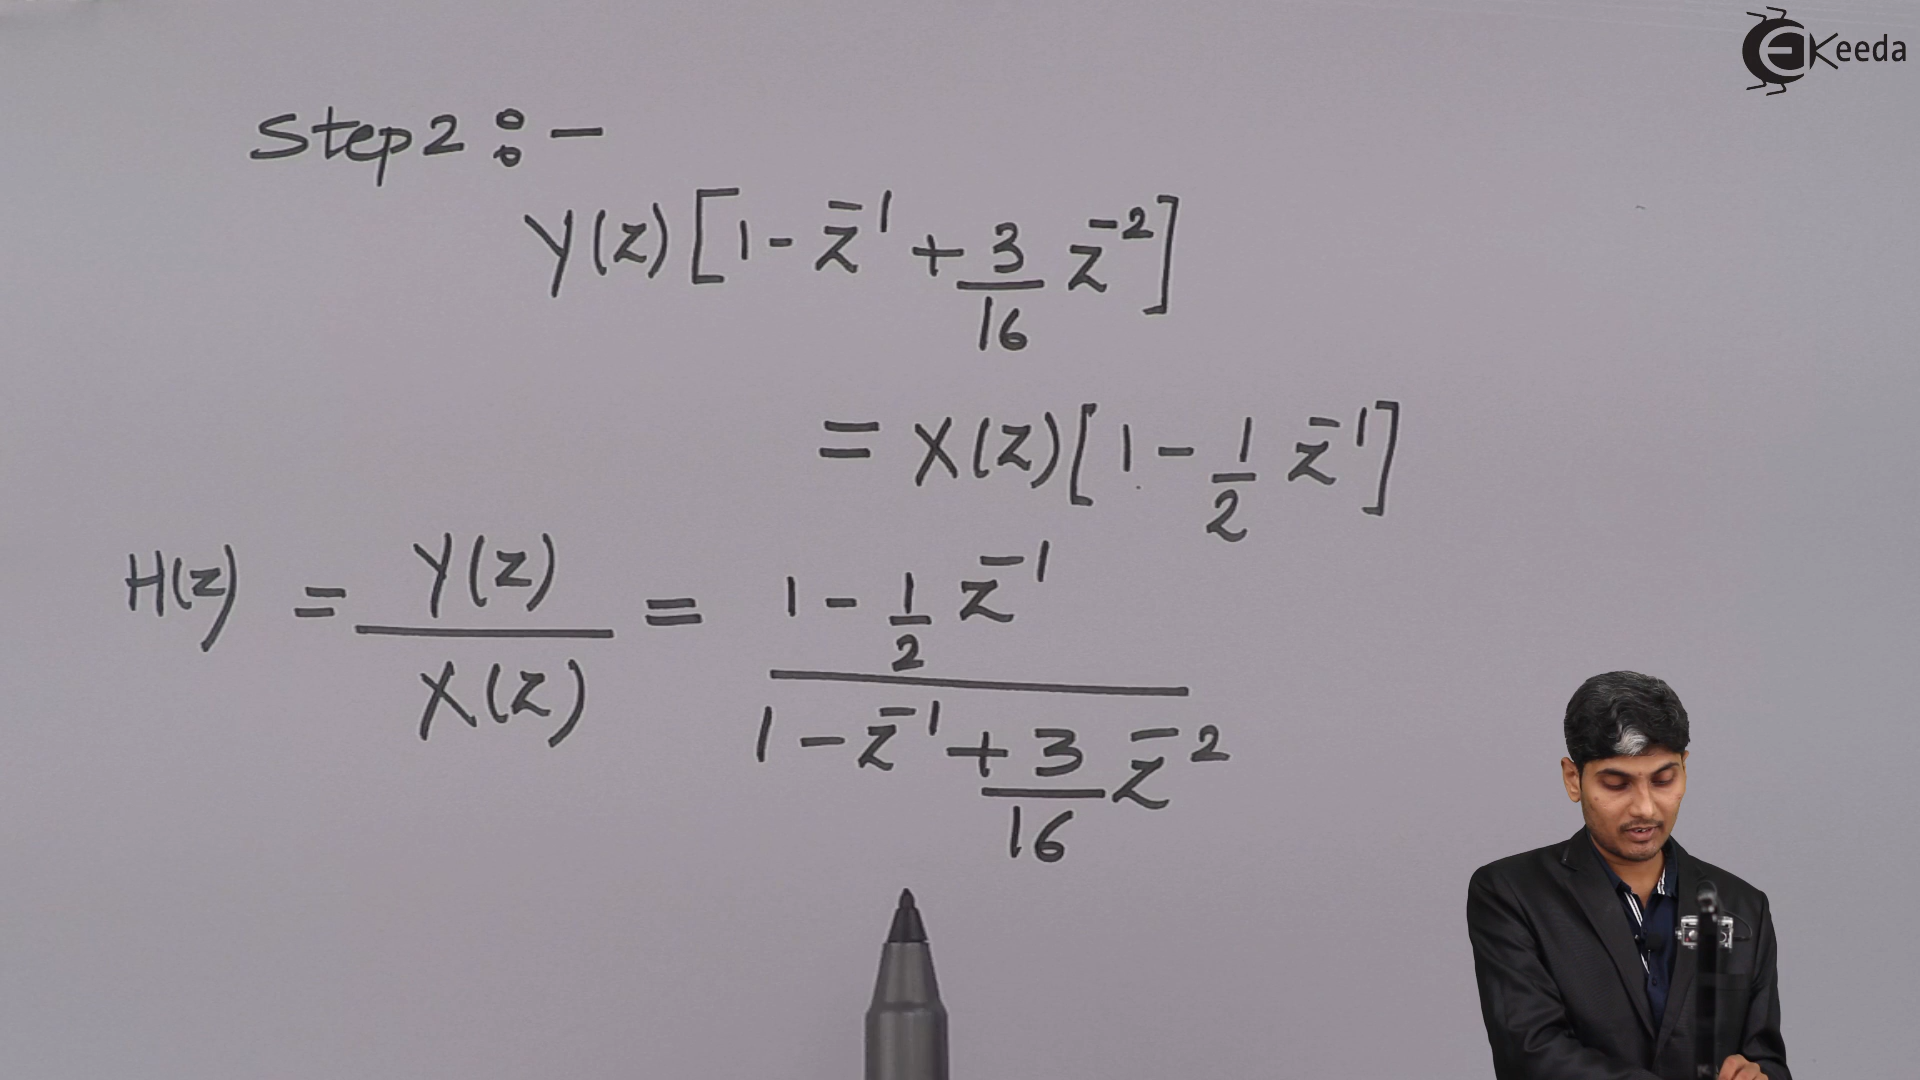 Keeda
Step 2 :-
Y(z) [1 - z^-1 + 3/16 z^-2]
= X(z) [1 - 1/2 z^-1]
H(z) = Y(z)/X(z) = (1 - 1/2 z^-1)/(1 - z^-1 + 3/16 z^-2)